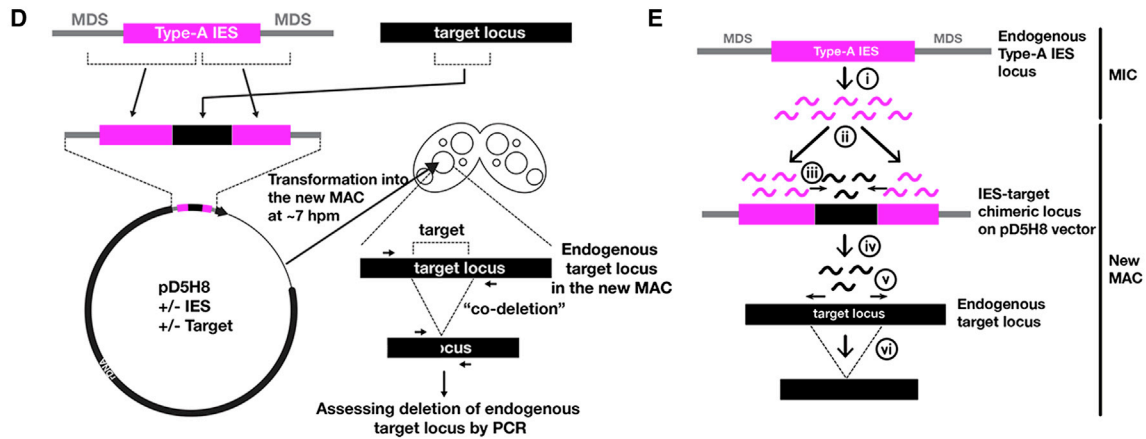 D
MDS
Type-A IES
MDS
target locus
Transformation into
the new MAC
at ~7 hpm
pD5H8
+/- IES
+/- Target
rDNA
target
target locus
Endogenous
target locus
in the new MAC
"co-deletion"
locus
Assessing deletion of endogenous
target locus by PCR
E
MDS
Type-A IES
MDS
Endogenous
Type-A IES
locus
MIC
i
ii
iii
IES-target
chimeric locus
on pD5H8 vector
iv
v
New
MAC
target locus
Endogenous
target locus
vi